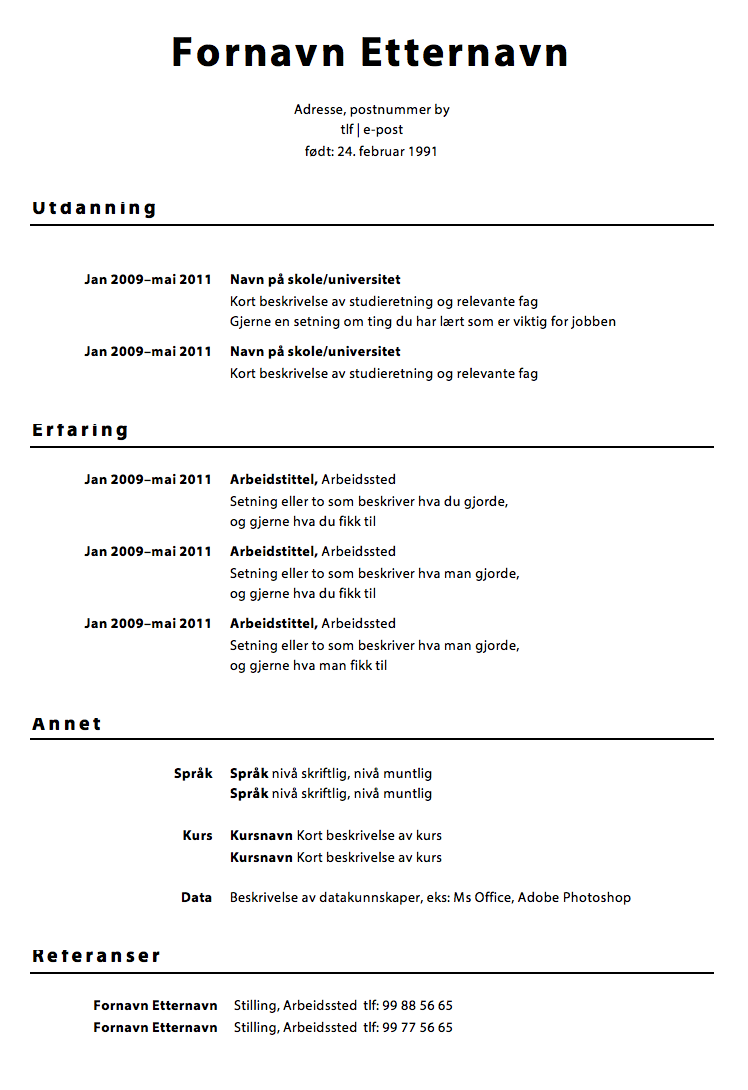 Fornavn Etternavn
Adresse, postnummer by
tlf | e-post
født: 24. februar 1991
Utdanning
Jan 2009–mai 2011 Navn på skole/universitet
Kort beskrivelse av studieretning og relevante fag
Gjerne en setning om ting du har lært som er viktig for jobben
Jan 2009–mai 2011 Navn på skole/universitet
Kort beskrivelse av studieretning og relevante fag
Erfaring
Jan 2009–mai 2011 Arbeidstittel, Arbeidssted
Setning eller to som beskriver hva du gjorde,
og gjerne hva du fikk til
Jan 2009–mai 2011 Arbeidstittel, Arbeidssted
Setning eller to som beskriver hva man gjorde,
og gjerne hva du fikk til
Jan 2009–mai 2011 Arbeidstittel, Arbeidssted
Setning eller to som beskriver hva man gjorde,
og gjerne hva man fikk til
Annet
Språk Språk nivå skriftlig, nivå muntlig
Språk nivå skriftlig, nivå muntlig
Kurs Kursnavn Kort beskrivelse av kurs
Kursnavn Kort beskrivelse av kurs
Data Beskrivelse av datakunnskaper, eks: Ms Office, Adobe Photoshop
Referanser
Fornavn Etternavn Stilling, Arbeidssted tlf: 99 88 56 65
Fornavn Etternavn Stilling, Arbeidssted tlf: 99 77 56 65